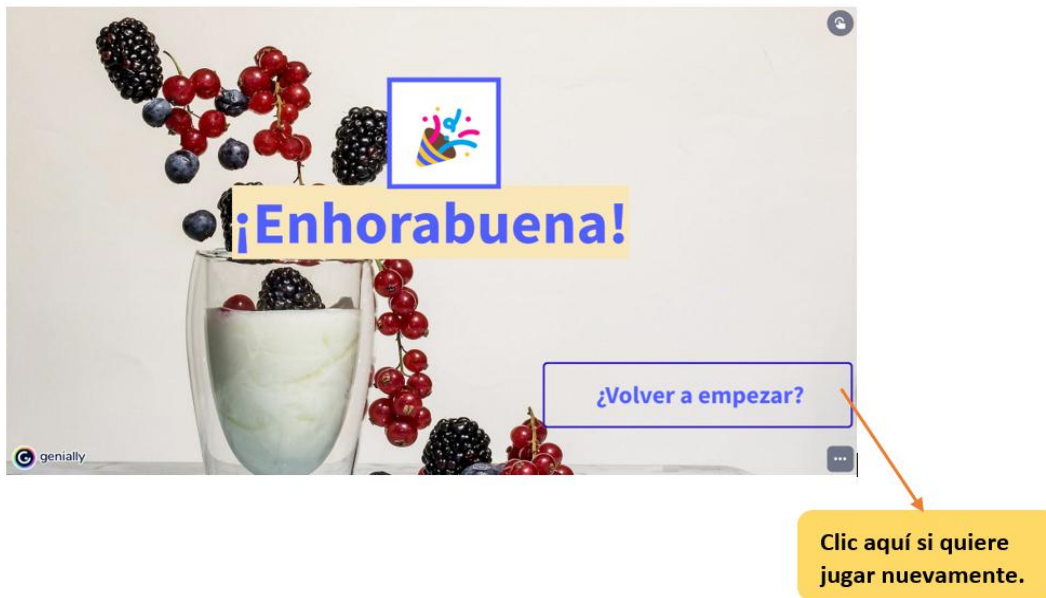 ¡Enhorabuena!
¿Volver a empezar?
genially
Clic aquí si quiere
jugar nuevamente.